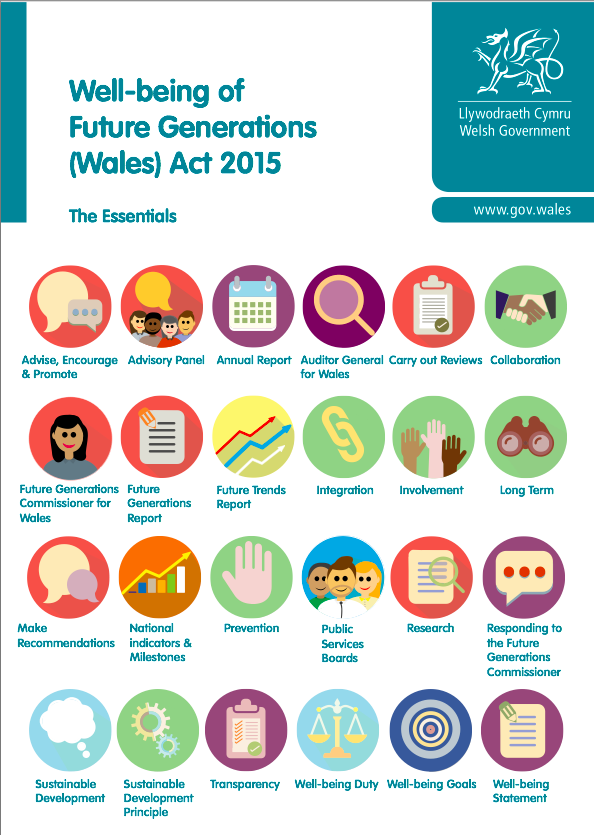 Well-being of
Future Generations
(Wales) Act 2015
The Essentials
Llywodraeth Cymru
Welsh Government
www.gov.wales
Advise, Encourage
& Promote
Advisory Panel
Annual Report
Auditor General
for Wales
Carry out Reviews
Collaboration
Future Generations
Commissioner for
Wales
Future
Generations
Report
Future Trends
Report
Integration
Involvement
Long Term
Make
Recommendations
National
indicators &
Milestones
Prevention
Public
Services
Boards
Research
Responding to
the Future
Generations
Commissioner
Sustainable
Development
Sustainable
Development
Principle
Transparency
Well-being Duty
Well-being Goals
Well-being
Statement